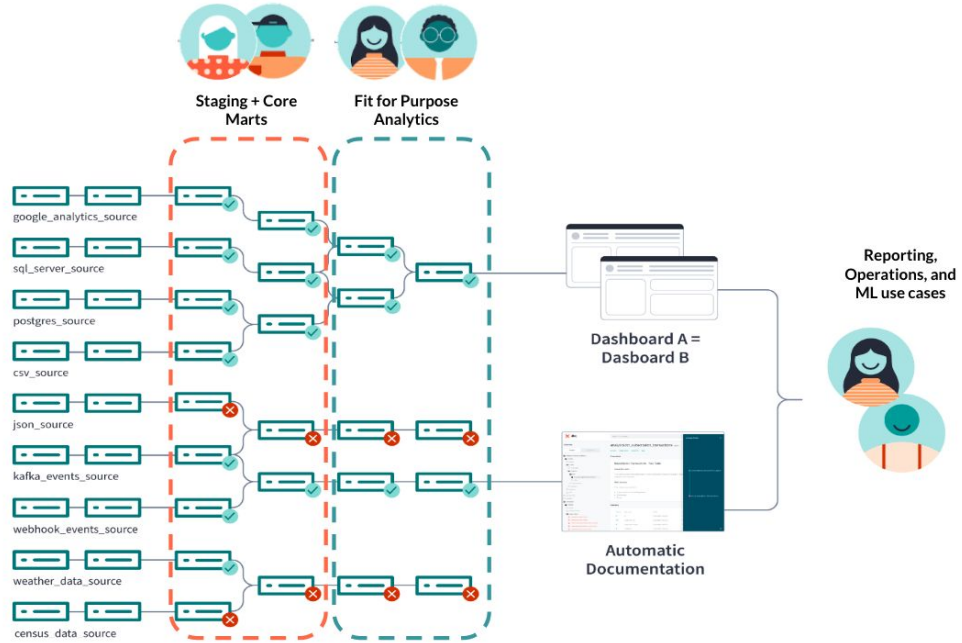 Staging + Core
Marts
Fit for Purpose
Analytics
google_analytics_source
sql_server_source
postgres_source
csv_source
json_source
kafka_events_source
webhook_events_source
weather_data_source
census_data_source
Dashboard A =
Dasboard B
Automatic
Documentation
Reporting,
Operations, and
ML use cases